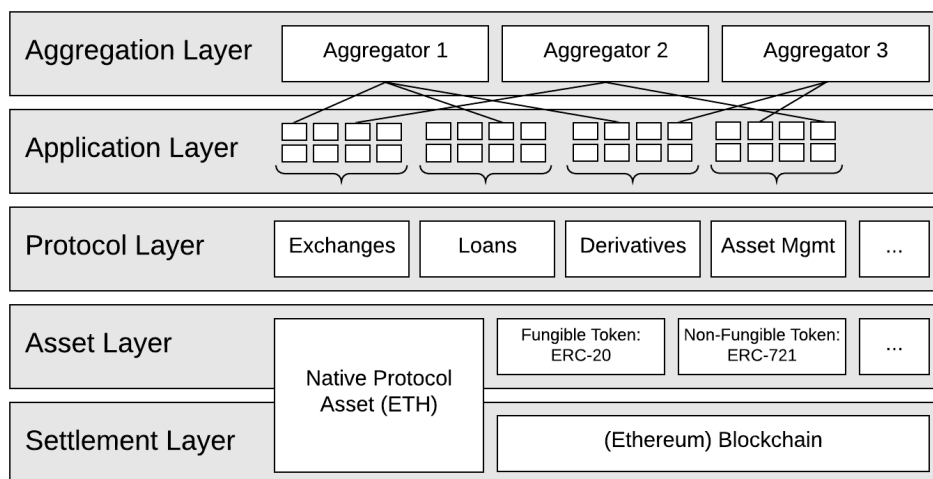 Aggregation Layer
Aggregator 1
Aggregator 2
Aggregator 3
Application Layer
Protocol Layer
Exchanges
Loans
Derivatives
Asset Mgmt
...
Asset Layer
Native Protocol
Asset (ETH)
Fungible Token:
ERC-20
Non-Fungible Token:
ERC-721
...
Settlement Layer
(Ethereum) Blockchain